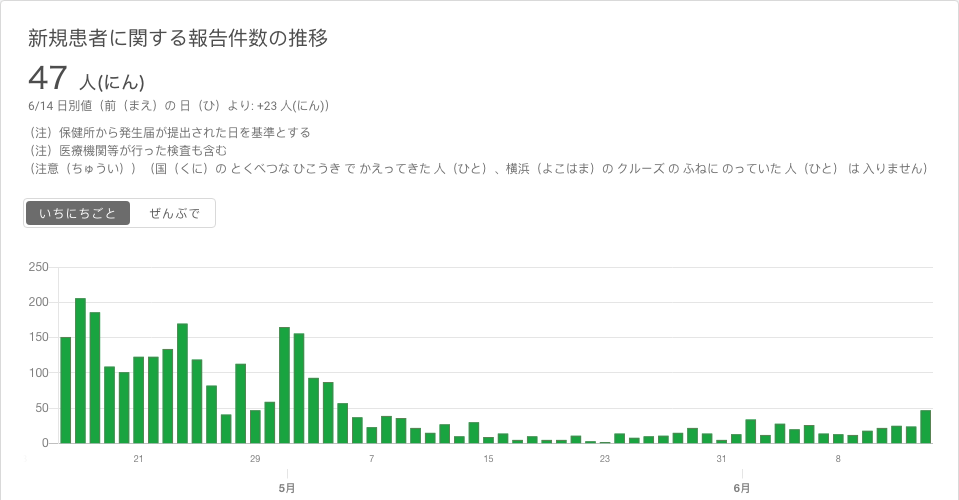 新規患者に関する報告件数の推移
47 人(にん)
6/14 日別値（前（まえ）の 日（ひ）より: +23 人(にん)）
（注）保健所から発生届が提出された日を基準とする
（注）医療機関等が行った検査も含む
（注意（ちゅうい））（国（くに）の とくべつな ひこうき で かえってきた 人（ひと）、横浜（よこはま）の クルーズ の ふねに のっていた 人（ひと） は 入りません）
いちにちごと ぜんぶで
250
200
150
100
50
0
21 29 7 15 23 31 8
5月 6月